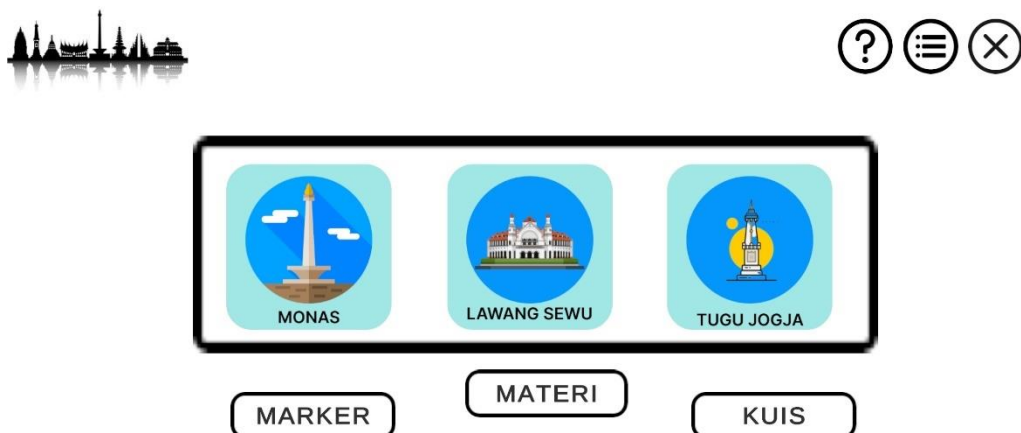 ?
MONAS
LAWANG SEWU
TUGU JOGJA
MARKER
MATERI
KUIS